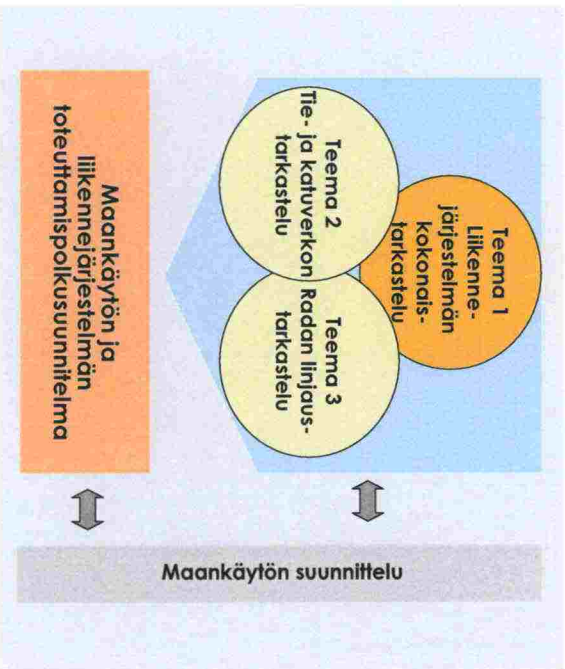 Teema 1
Liikenne-
järjestelmän
kokonais-
tarkastelu
Teema 2
Tie- ja katuverkon
tarkastelu
Teema 3
Radan linjaus-
tarkastelu
Maankäytön ja
liikennejärjestelmän
toteuttamispolkusuunnitelma
Maankäytön suunnittelu